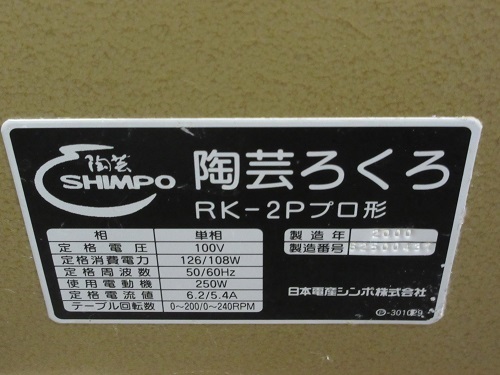 陶芸
SHIMPO
陶芸ろくろ
RK-2Pプロ形
相 単相
定格電圧 100V
定格消費電力 126/108W
定格周波数 50/60Hz
使用電動機 250W
定格電流値 6.2/5.4A
テーブル回転数 0~200/0~240RPM
製造年 2000
製造番号
日本電産シンポ株式会社